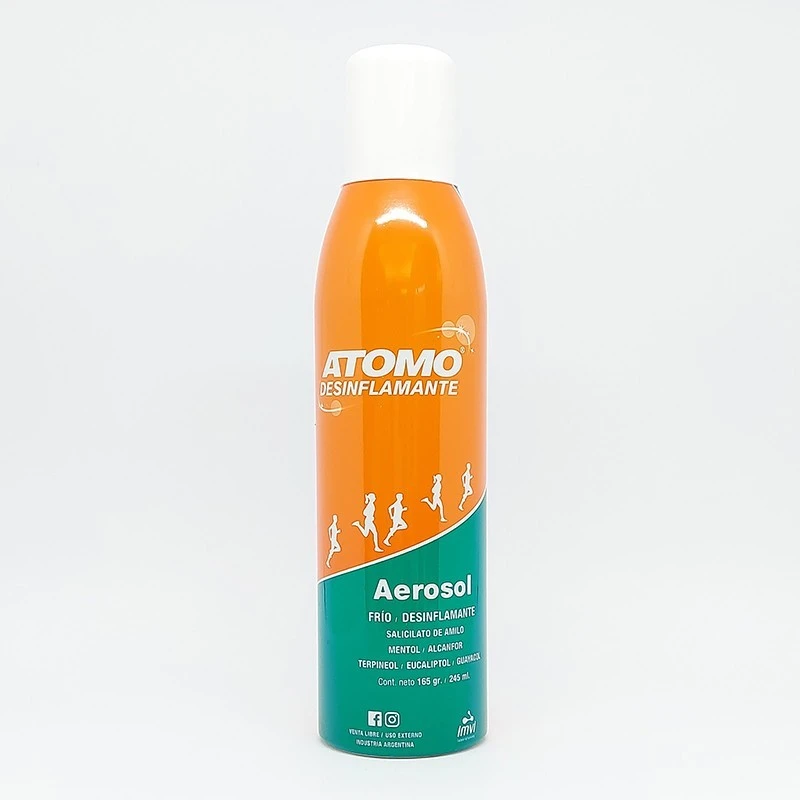 ATOMO®
DESINFLAMANTE
Aerosol
FRÍO / DESINFLAMANTE
SALICILATO DE AMILO
MENTOL / ALCANFOR
TERPINEOL / EUCALIPTOL / GUAYACOL
Cont. neto 165 gr. / 245 ml.
VENTA LIBRE / USO EXTERNO
INDUSTRIA ARGENTINA
imvi